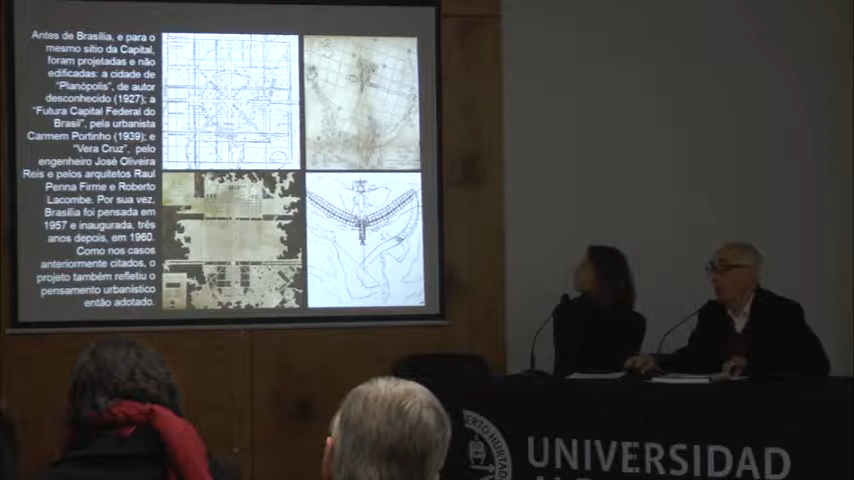 Antes de Brasília, e para o
mesmo sítio da Capital,
foram projetadas e não
edificadas: a cidade de
"Planópolis", de autor
desconhecido (1927); a
"Futura Capital Federal do
Brasil", pela urbanista
Carmem Portinho (1939); e
"Vera Cruz", pelo
engenheiro José Oliveira
Reis e pelos arquitetos Raul
Penna Firme e Roberto
Lacombe. Por sua vez,
Brasília foi pensada em
1957 e inaugurada, três
anos depois, em 1960.
Como nos casos
anteriormente citados, o
projeto também refletiu o
pensamento urbanístico
então adotado.
ERTO HURTADO
UNIVERSIDAD